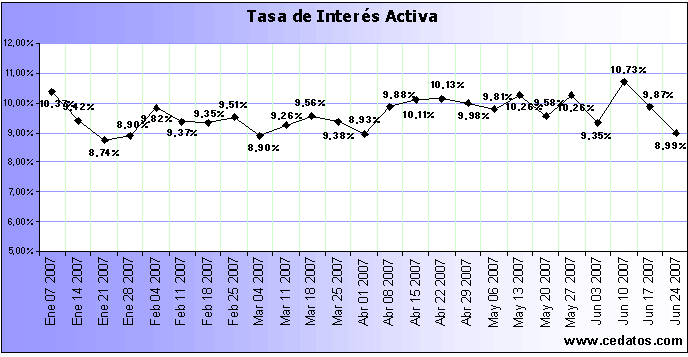 Tasa de Interés Activa
12,00%
11,00%
10,00%
9,00%
8,00%
7,00%
6,00%
5,00%
10,37%
9,42%
8,74%
8,90%
9,82%
9,37%
9,35%
9,51%
8,90%
9,26%
9,56%
9,38%
8,93%
9,88%
10,11%
10,13%
9,98%
9,81%
10,26%
9,58%
10,26%
9,35%
10,73%
9,87%
8,99%
Ene 07 2007
Ene 14 2007
Ene 21 2007
Ene 28 2007
Feb 04 2007
Feb 11 2007
Feb 18 2007
Feb 25 2007
Mar 04 2007
Mar 11 2007
Mar 18 2007
Mar 25 2007
Abr 01 2007
Abr 08 2007
Abr 15 2007
Abr 22 2007
Abr 29 2007
May 06 2007
May 13 2007
May 20 2007
May 27 2007
Jun 03 2007
Jun 10 2007
Jun 17 2007
Jun 24 2007
www.cedatos.com